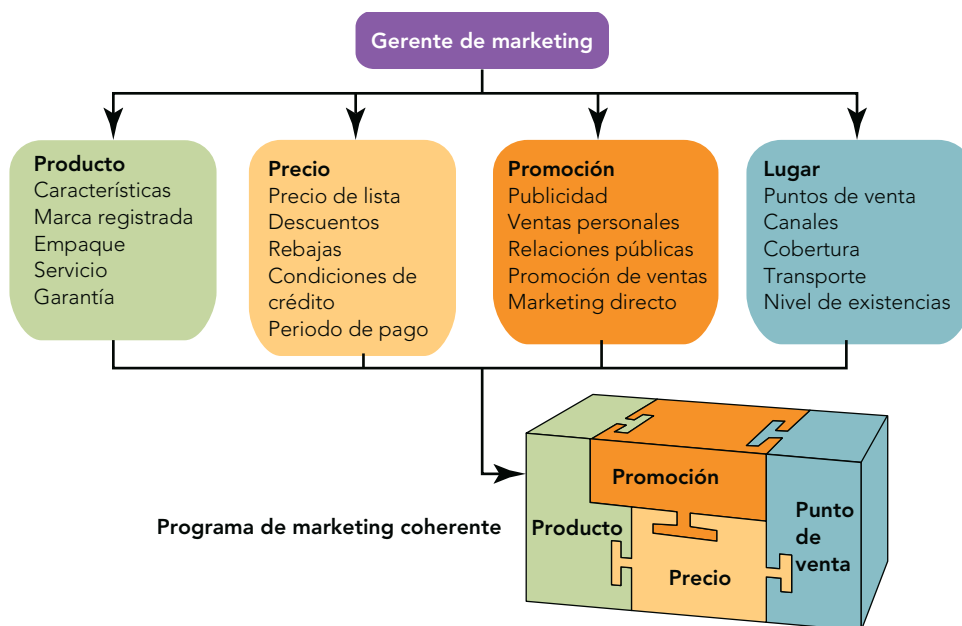 Gerente de marketing
Producto
Características
Marca registrada
Empaque
Servicio
Garantía
Precio
Precio de lista
Descuentos
Rebajas
Condiciones de
crédito
Periodo de pago
Promoción
Publicidad
Ventas personales
Relaciones públicas
Promoción de ventas
Marketing directo
Lugar
Puntos de venta
Canales
Cobertura
Transporte
Nivel de existencias
Programa de marketing coherente
Producto
Promoción
Precio
Punto
de
venta